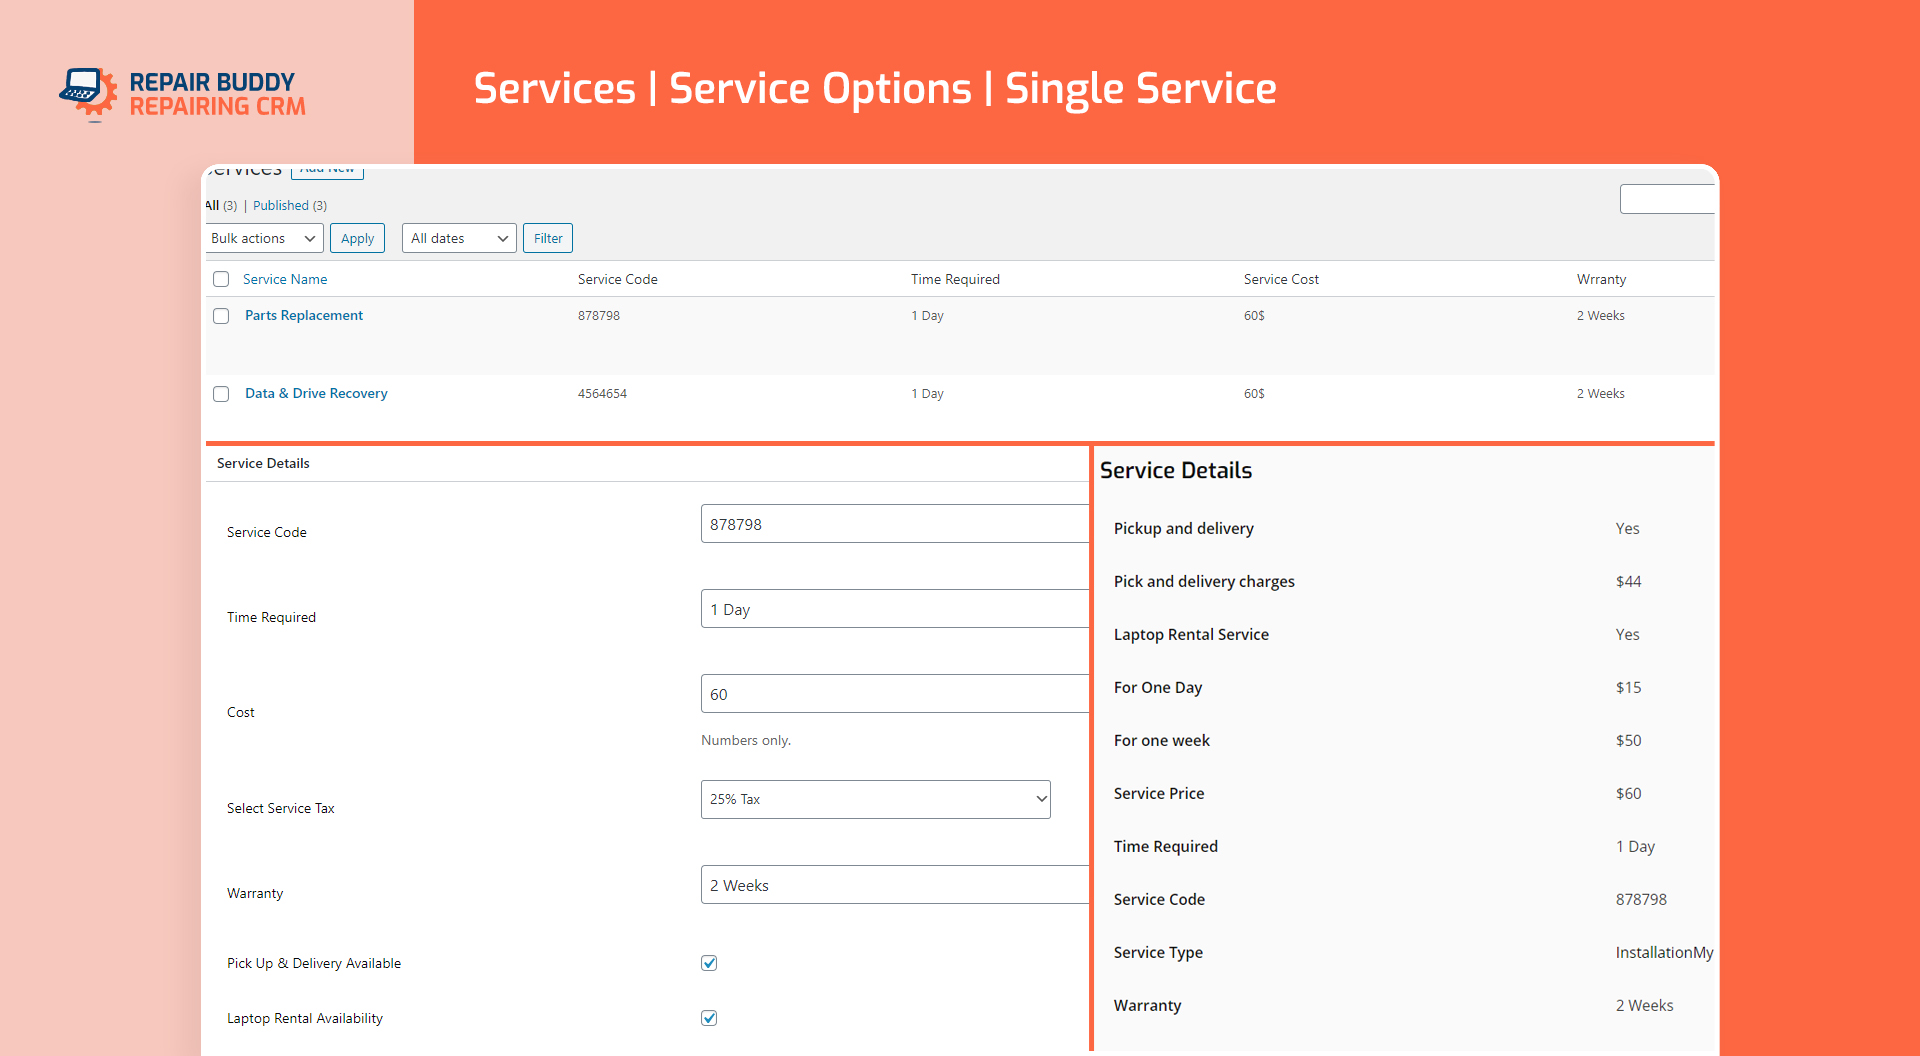 REPAIR BUDDY
REPAIRING CRM
Services | Service Options | Single Service
Services Add New
All (3) | Published (3)
Bulk actions Apply All dates Filter
Service Name Service Code Time Required Service Cost Wrranty
Parts Replacement 878798 1 Day 60$ 2 Weeks
Data & Drive Recovery 4564654 1 Day 60$ 2 Weeks
Service Details
Service Code 878798
Time Required 1 Day
Cost 60
Numbers only.
Select Service Tax 25% Tax
Warranty 2 Weeks
Pick Up & Delivery Available
Laptop Rental Availability
Service Details
Pickup and delivery Yes
Pick and delivery charges $44
Laptop Rental Service Yes
For One Day $15
For one week $50
Service Price $60
Time Required 1 Day
Service Code 878798
Service Type InstallationMy
Warranty 2 Weeks